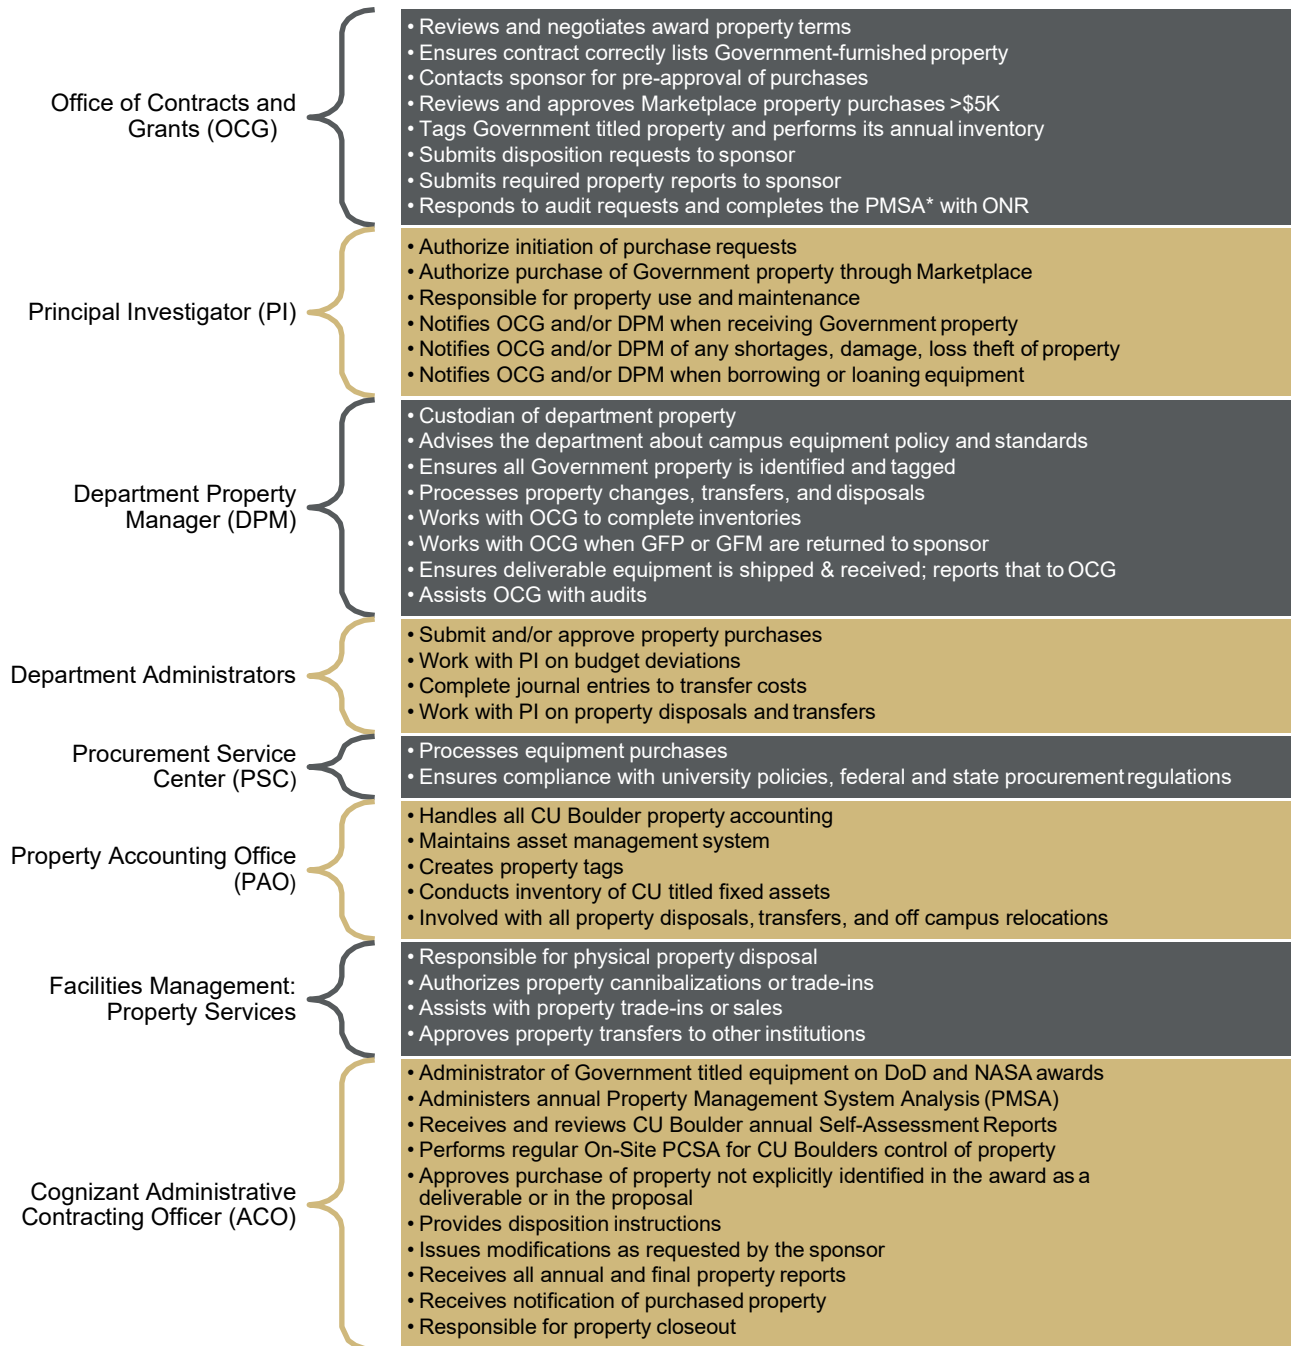 Office of Contracts and
Grants (OCG)
• Reviews and negotiates award property terms
• Ensures contract correctly lists Government-furnished property
• Contacts sponsor for pre-approval of purchases
• Reviews and approves Marketplace property purchases >$5K
• Tags Government titled property and performs its annual inventory
• Submits disposition requests to sponsor
• Submits required property reports to sponsor
• Responds to audit requests and completes the PMSA* with ONR
Principal Investigator (PI)
• Authorize initiation of purchase requests
• Authorize purchase of Government property through Marketplace
• Responsible for property use and maintenance
• Notifies OCG and/or DPM when receiving Government property
• Notifies OCG and/or DPM of any shortages, damage, loss theft of property
• Notifies OCG and/or DPM when borrowing or loaning equipment
Department Property
Manager (DPM)
• Custodian of department property
• Advises the department about campus equipment policy and standards
• Ensures all Government property is identified and tagged
• Processes property changes, transfers, and disposals
• Works with OCG to complete inventories
• Works with OCG when GFP or GFM are returned to sponsor
• Ensures deliverable equipment is shipped & received; reports that to OCG
• Assists OCG with audits
Department Administrators
• Submit and/or approve property purchases
• Work with PI on budget deviations
• Complete journal entries to transfer costs
• Work with PI on property disposals and transfers
Procurement Service
Center (PSC)
• Processes equipment purchases
• Ensures compliance with university policies, federal and state procurement regulations
Property Accounting Office
(PAO)
• Handles all CU Boulder property accounting
• Maintains asset management system
• Creates property tags
• Conducts inventory of CU titled fixed assets
• Involved with all property disposals, transfers, and off campus relocations
Facilities Management:
Property Services
• Responsible for physical property disposal
• Authorizes property cannibalizations or trade-ins
• Assists with property trade-ins or sales
• Approves property transfers to other institutions
Cognizant Administrative
Contracting Officer (ACO)
• Administrator of Government titled equipment on DoD and NASA awards
• Administers annual Property Management System Analysis (PMSA)
• Receives and reviews CU Boulder annual Self-Assessment Reports
• Performs regular On-Site PCSA for CU Boulders control of property
• Approves purchase of property not explicitly identified in the award as a
deliverable or in the proposal
• Provides disposition instructions
• Issues modifications as requested by the sponsor
• Receives all annual and final property reports
• Receives notification of purchased property
• Responsible for property closeout